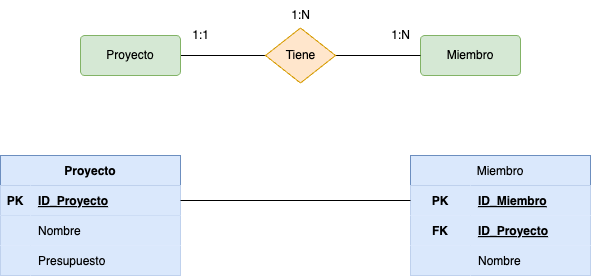 1:N
1:1
1:N
Proyecto
Tiene
Miembro
Proyecto
PK ID_Proyecto
Nombre
Presupuesto
Miembro
PK ID_Miembro
FK ID_Proyecto
Nombre